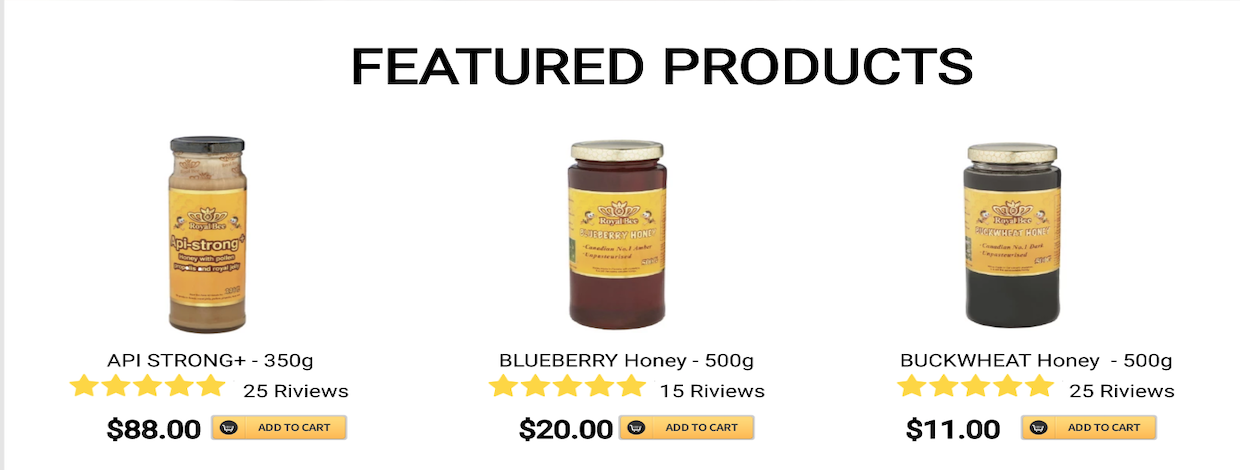 FEATURED PRODUCTS
Royal Bee
Api-strong+
Honey with pollen
propolis and royal jelly
Royal Bee
BLUEBERRY HONEY
-Canadian No.1 Amber
-Unpasteurised
Royal Bee
BUCKWHEAT HONEY
-Canadian No.1 Dark
-Unpasteurised
API STRONG+ - 350g
BLUEBERRY Honey - 500g
BUCKWHEAT Honey - 500g
25 Riviews
15 Riviews
25 Riviews
$88.00 ADD TO CART
$20.00 ADD TO CART
$11.00 ADD TO CART